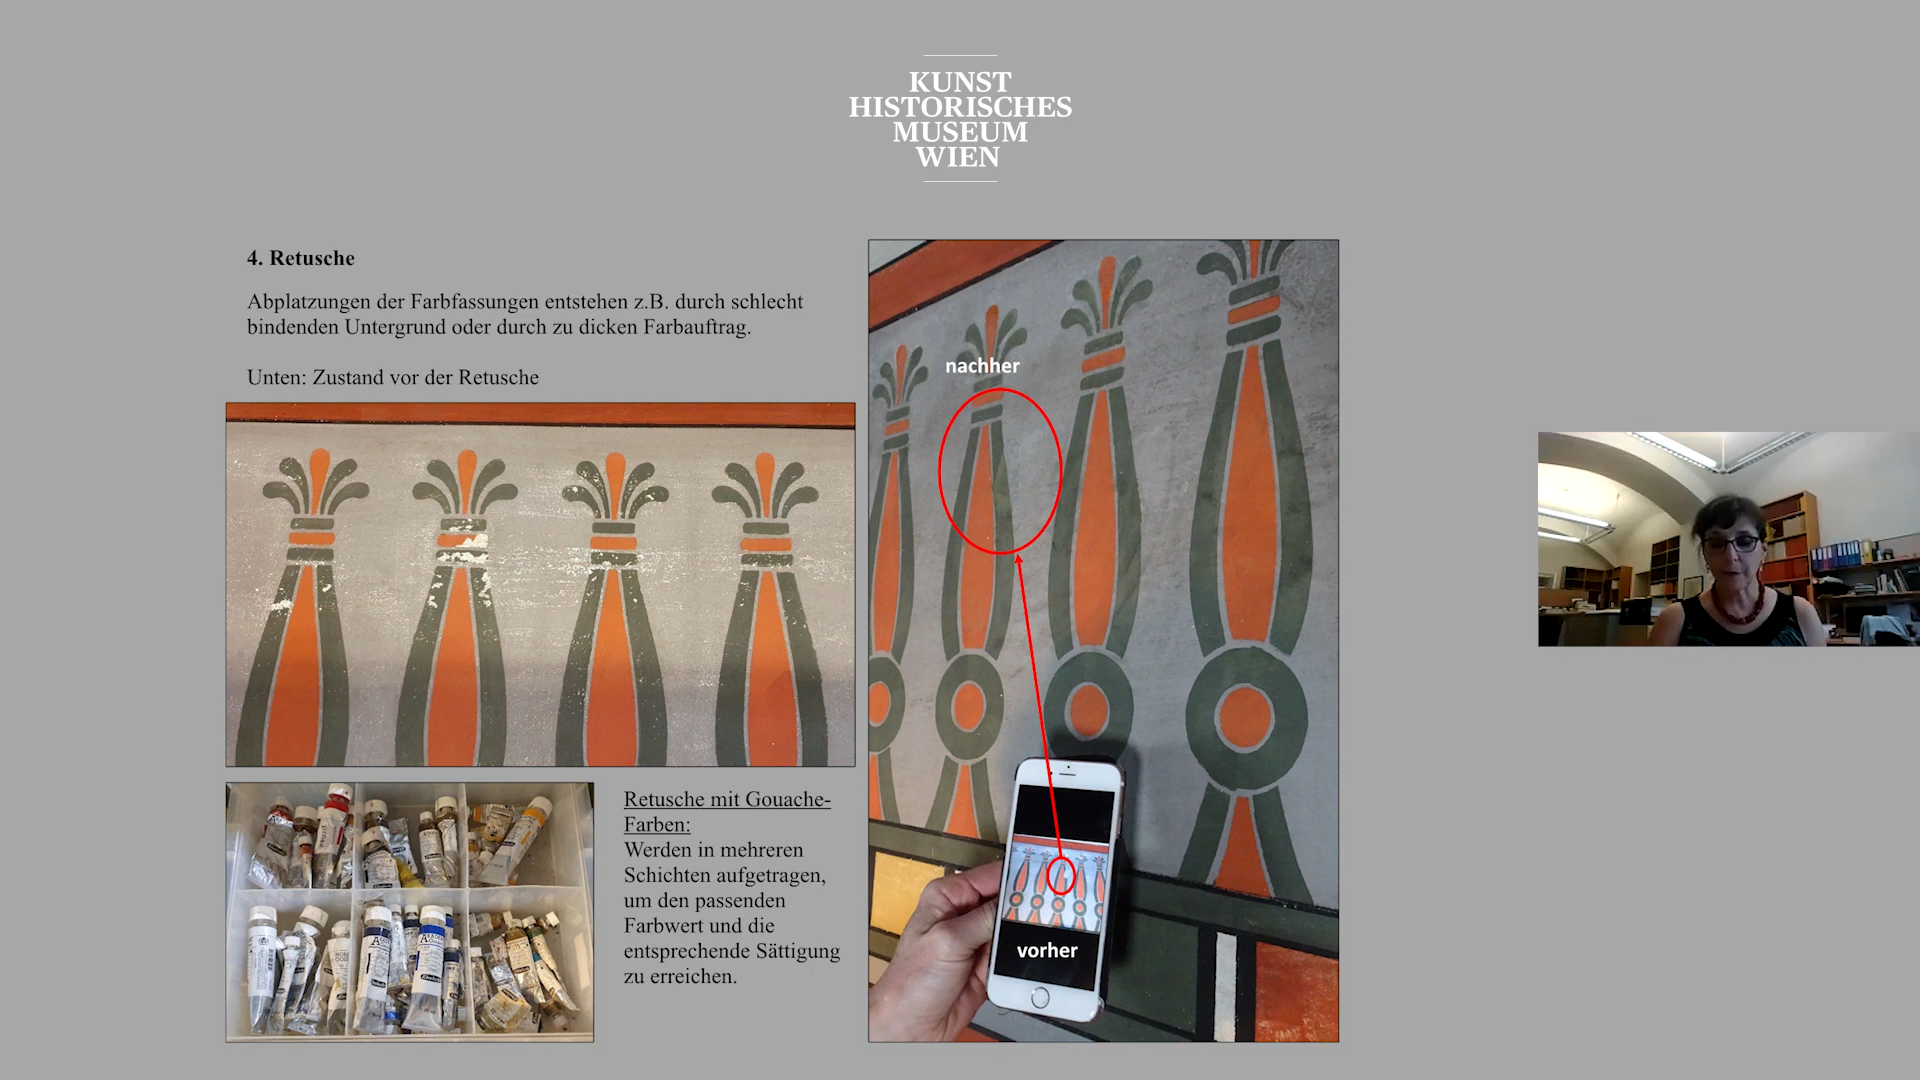 KUNST
HISTORISCHES
MUSEUM
WIEN
4. Retusche
Abplatzungen der Farbfassungen entstehen z.B. durch schlecht
bindenden Untergrund oder durch zu dicken Farbauftrag.
Unten: Zustand vor der Retusche
Retusche mit Gouache-
Farben:
Werden in mehreren
Schichten aufgetragen,
um den passenden
Farbwert und die
entsprechende Sättigung
zu erreichen.
nachher
vorher